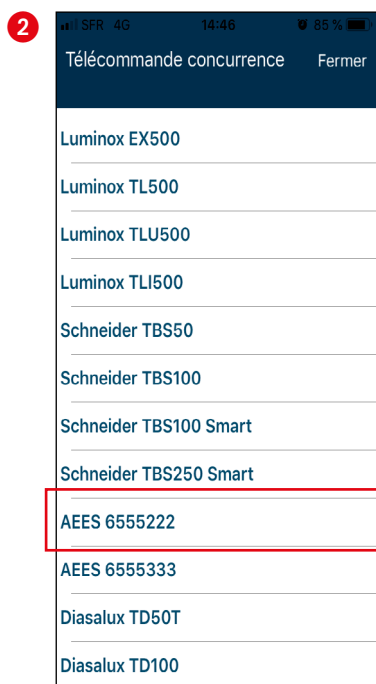 2
SFR 4G 14:46 85 %
Télécommande concurrence Fermer
Luminox EX500
Luminox TL500
Luminox TLU500
Luminox TLI500
Schneider TBS50
Schneider TBS100
Schneider TBS100 Smart
Schneider TBS250 Smart
AEES 6555222
AEES 6555333
Diasalux TD50T
Diasalux TD100